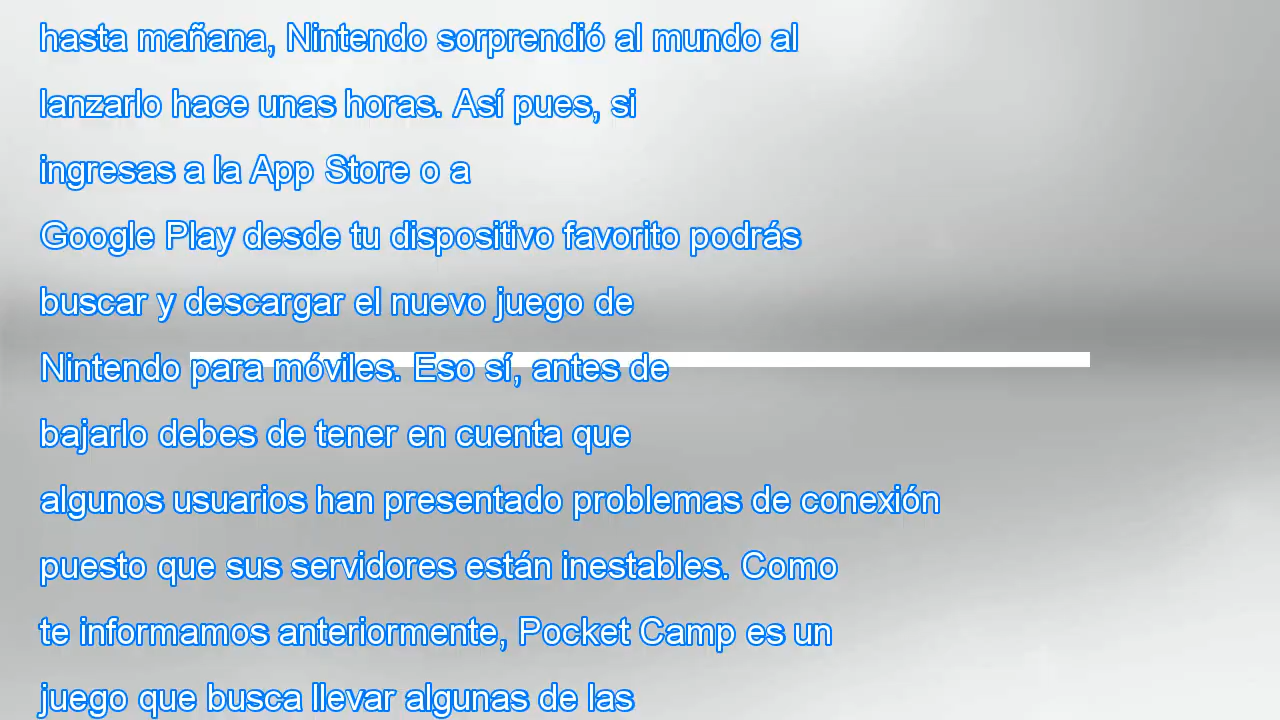 hasta mañana, Nintendo sorprendió al mundo al
lanzarlo hace unas horas. Así pues, si
ingresas a la App Store o a
Google Play desde tu dispositivo favorito podrás
buscar y descargar el nuevo juego de
Nintendo para móviles. Eso sí, antes de
bajarlo debes de tener en cuenta que
algunos usuarios han presentado problemas de conexión
puesto que sus servidores están inestables. Como
te informamos anteriormente, Pocket Camp es un
juego que busca llevar algunas de las